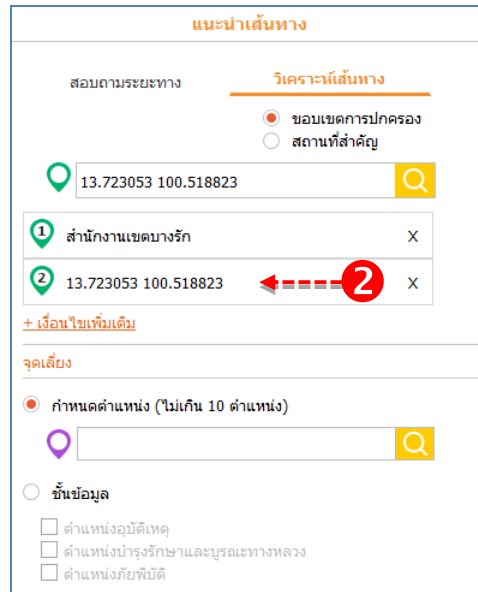 แนะนำเส้นทาง
สอบถามระยะทาง วิเคราะห์เส้นทาง
ขอบเขตการปกครอง
สถานที่สำคัญ
13.723053 100.518823
1 สำนักงานเขตบางรัก X
2 13.723053 100.518823 2 X
+ เงื่อนไขเพิ่มเติม
จุดเลี่ยง
กำหนดตำแหน่ง (ไม่เกิน 10 ตำแหน่ง)
ชั้นข้อมูล
ตำแหน่งอุบัติเหตุ
ตำแหน่งบำรุงรักษาและบูรณะทางหลวง
ตำแหน่งภัยพิบัติ